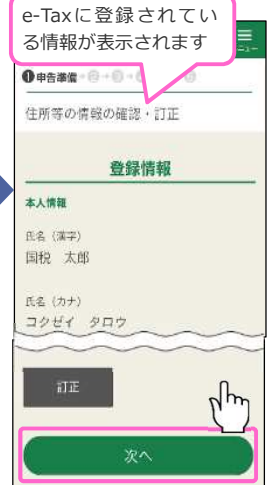 e-Taxに登録されてい
る情報が表示されます
ニュー
❶申告準備
住所等の情報の確認・訂正
登録情報
本人情報
氏名（漢字）
国税　太郎
氏名（カナ）
コクゼイ　タロウ
訂正
次へ